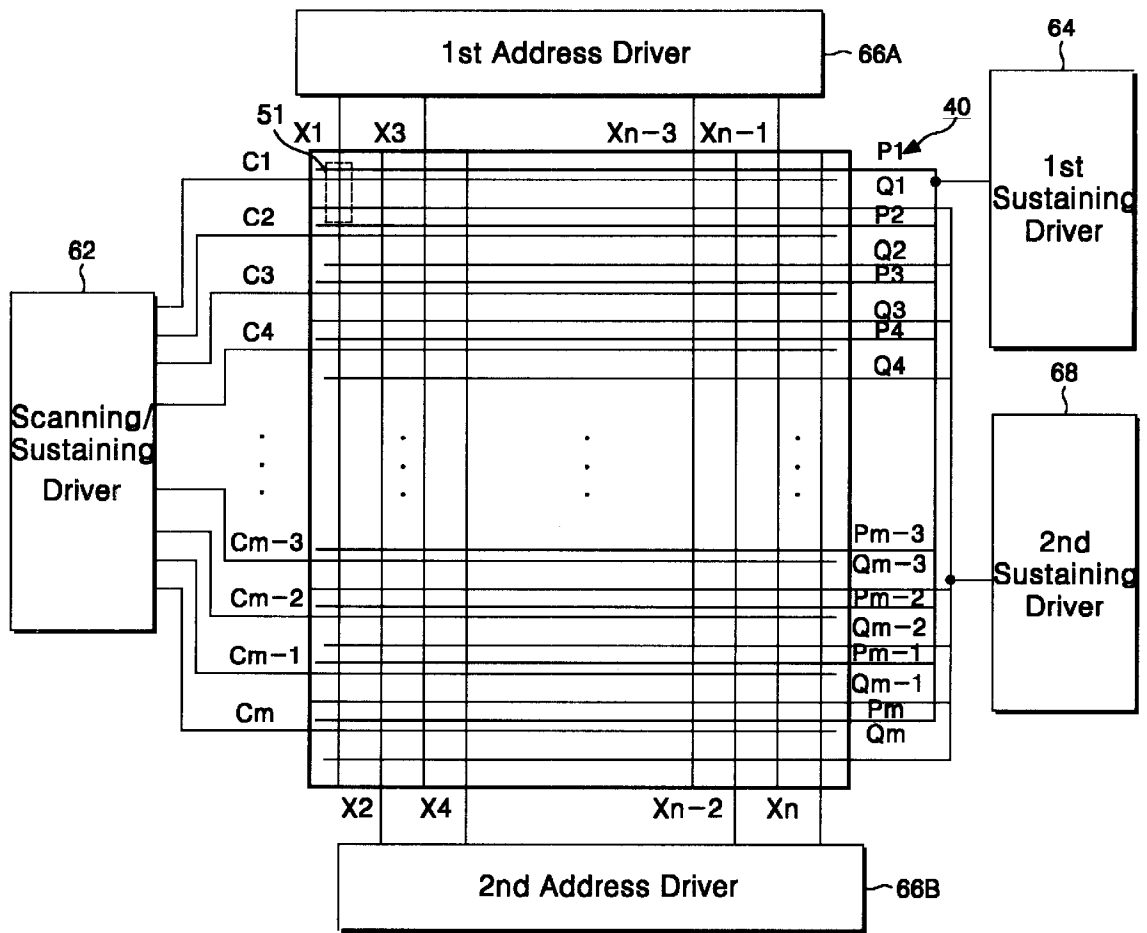 1st Address Driver
66A
64
51
X1 X3 Xn-3 Xn-1
40
C1
P1
Q1
1st
Sustaining
Driver
C2
P2
Q2
62
C3
P3
Q3
C4
P4
Q4
68
Scanning/
Sustaining
Driver
Cm-3
Pm-3
Qm-3
2nd
Sustaining
Driver
Cm-2
Pm-2
Qm-2
Cm-1
Pm-1
Qm-1
Cm
Pm
Qm
X2 X4 Xn-2 Xn
2nd Address Driver
66B